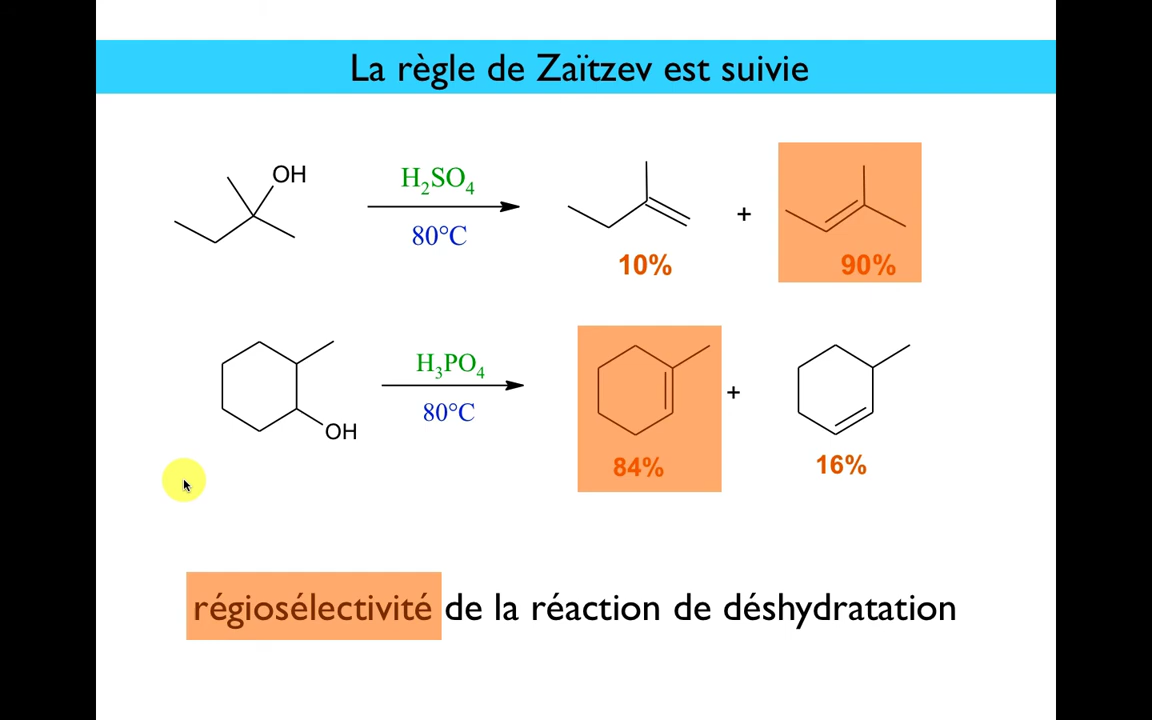 La règle de Zaïtzev est suivie
OH
H₂SO₄
80°C
+
10%
90%
OH
H₃PO₄
80°C
+
84%
16%
régiosélectivité de la réaction de déshydratation